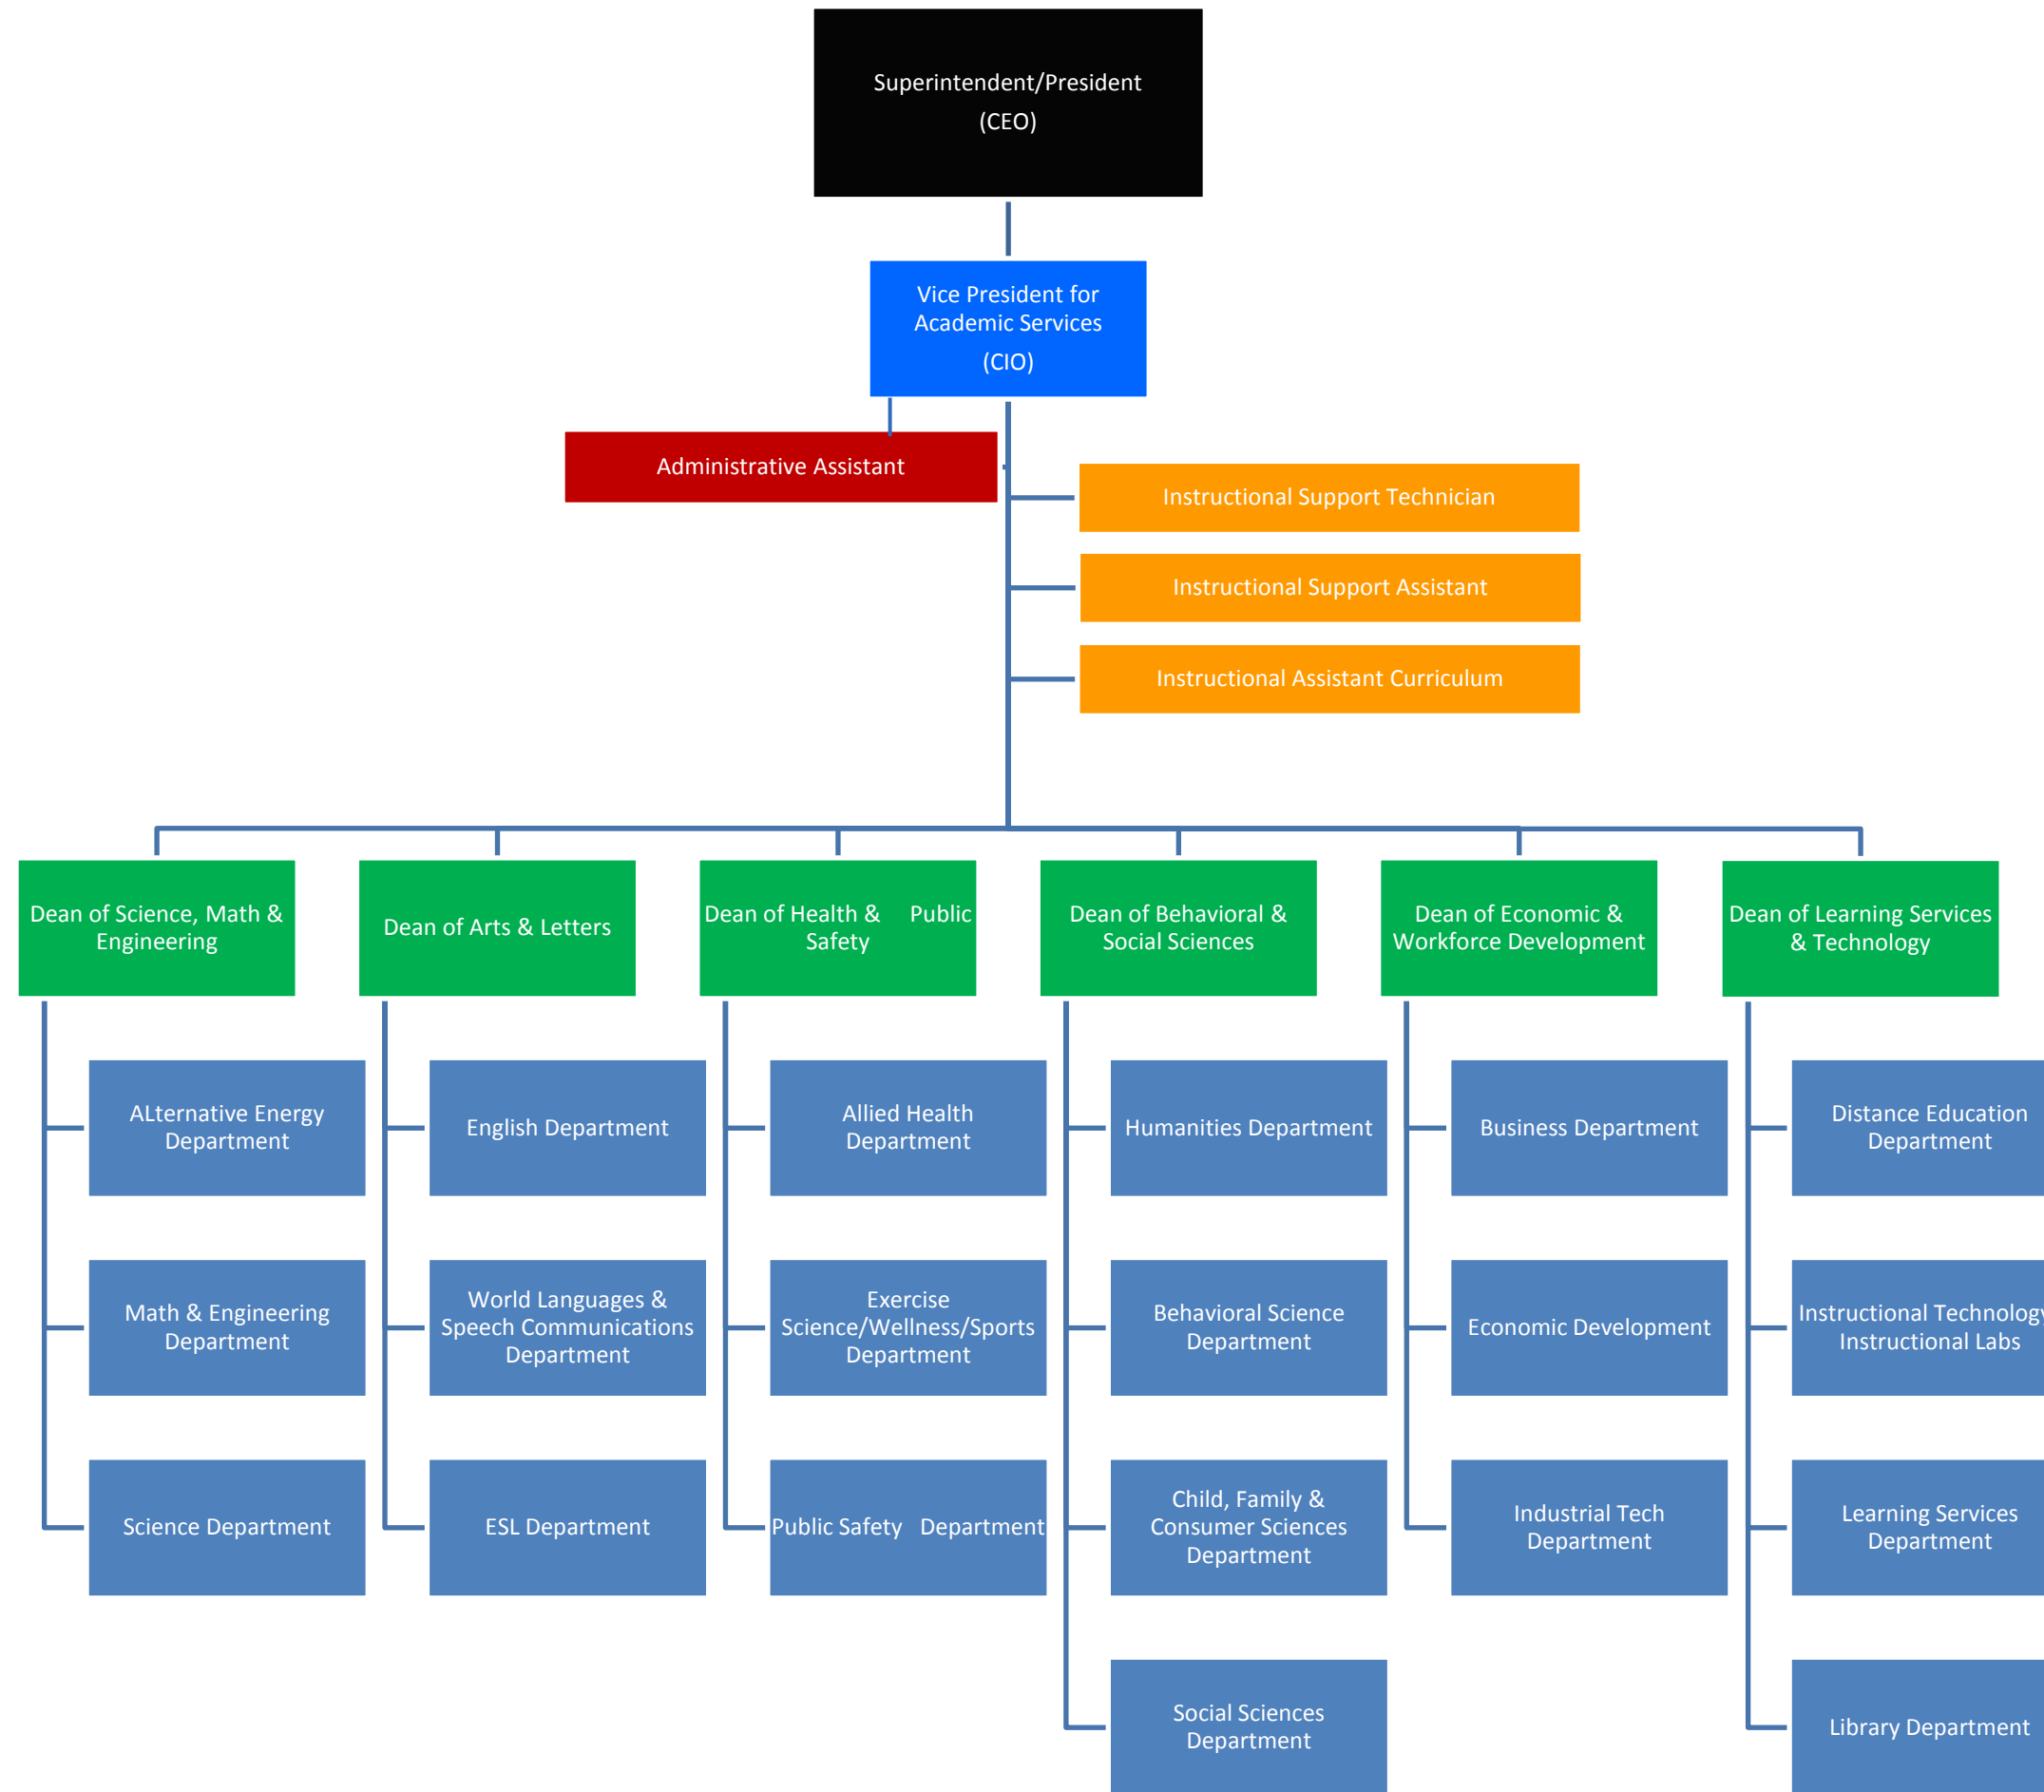 Superintendent/President
(CEO)
Vice President for
Academic Services
(CIO)
Administrative Assistant
Instructional Support Technician
Instructional Support Assistant
Instructional Assistant Curriculum
Dean of Science, Math &
Engineering
Dean of Arts & Letters
Dean of Health & Public
Safety
Dean of Behavioral &
Social Sciences
Dean of Economic &
Workforce Development
Dean of Learning Services
& Technology
ALternative Energy
Department
English Department
Allied Health
Department
Humanities Department
Business Department
Distance Education
Department
Math & Engineering
Department
World Languages &
Speech Communications
Department
Exercise
Science/Wellness/Sports
Department
Behavioral Science
Department
Economic Development
Instructional Technology
Instructional Labs
Science Department
ESL Department
Public Safety Department
Child, Family &
Consumer Sciences
Department
Industrial Tech
Department
Learning Services
Department
Social Sciences
Department
Library Department